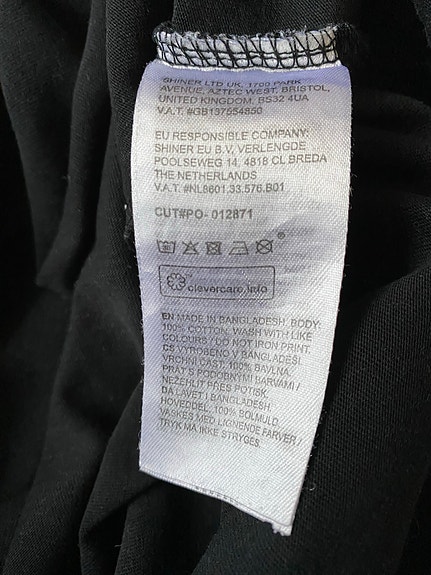 SHINER LTD UK, 1700 PARK
AVENUE, AZTEC WEST, BRISTOL,
UNITED KINGDOM, BS32 4UA
V.A.T. #GB137554850
EU RESPONSIBLE COMPANY:
SHINER EU B.V, VERLENGDE
POOLSEWEG 14, 4818 CL BREDA
THE NETHERLANDS
V.A.T. #NL8601.33.576.B01
CUT#PO- 012871
clevercare.info
EN MADE IN BANGLADESH. BODY:
100% COTTON. WASH WITH LIKE
COLOURS / DO NOT IRON PRINT.
CS VYROBENO V BANGLADÉŠI.
VRCHNÍ ČÁST: 100% BAVLNA.
PRÁT S PODOBNÝMI BARVAMI /
NEŽEHLIT PŘES POTISK.
DA LAVET I BANGLADESH.
HOVEDDEL: 100% BOLMULD.
VASKES MED LIGNENDE FARVER /
TRYK MÅ IKKE STRYGES.